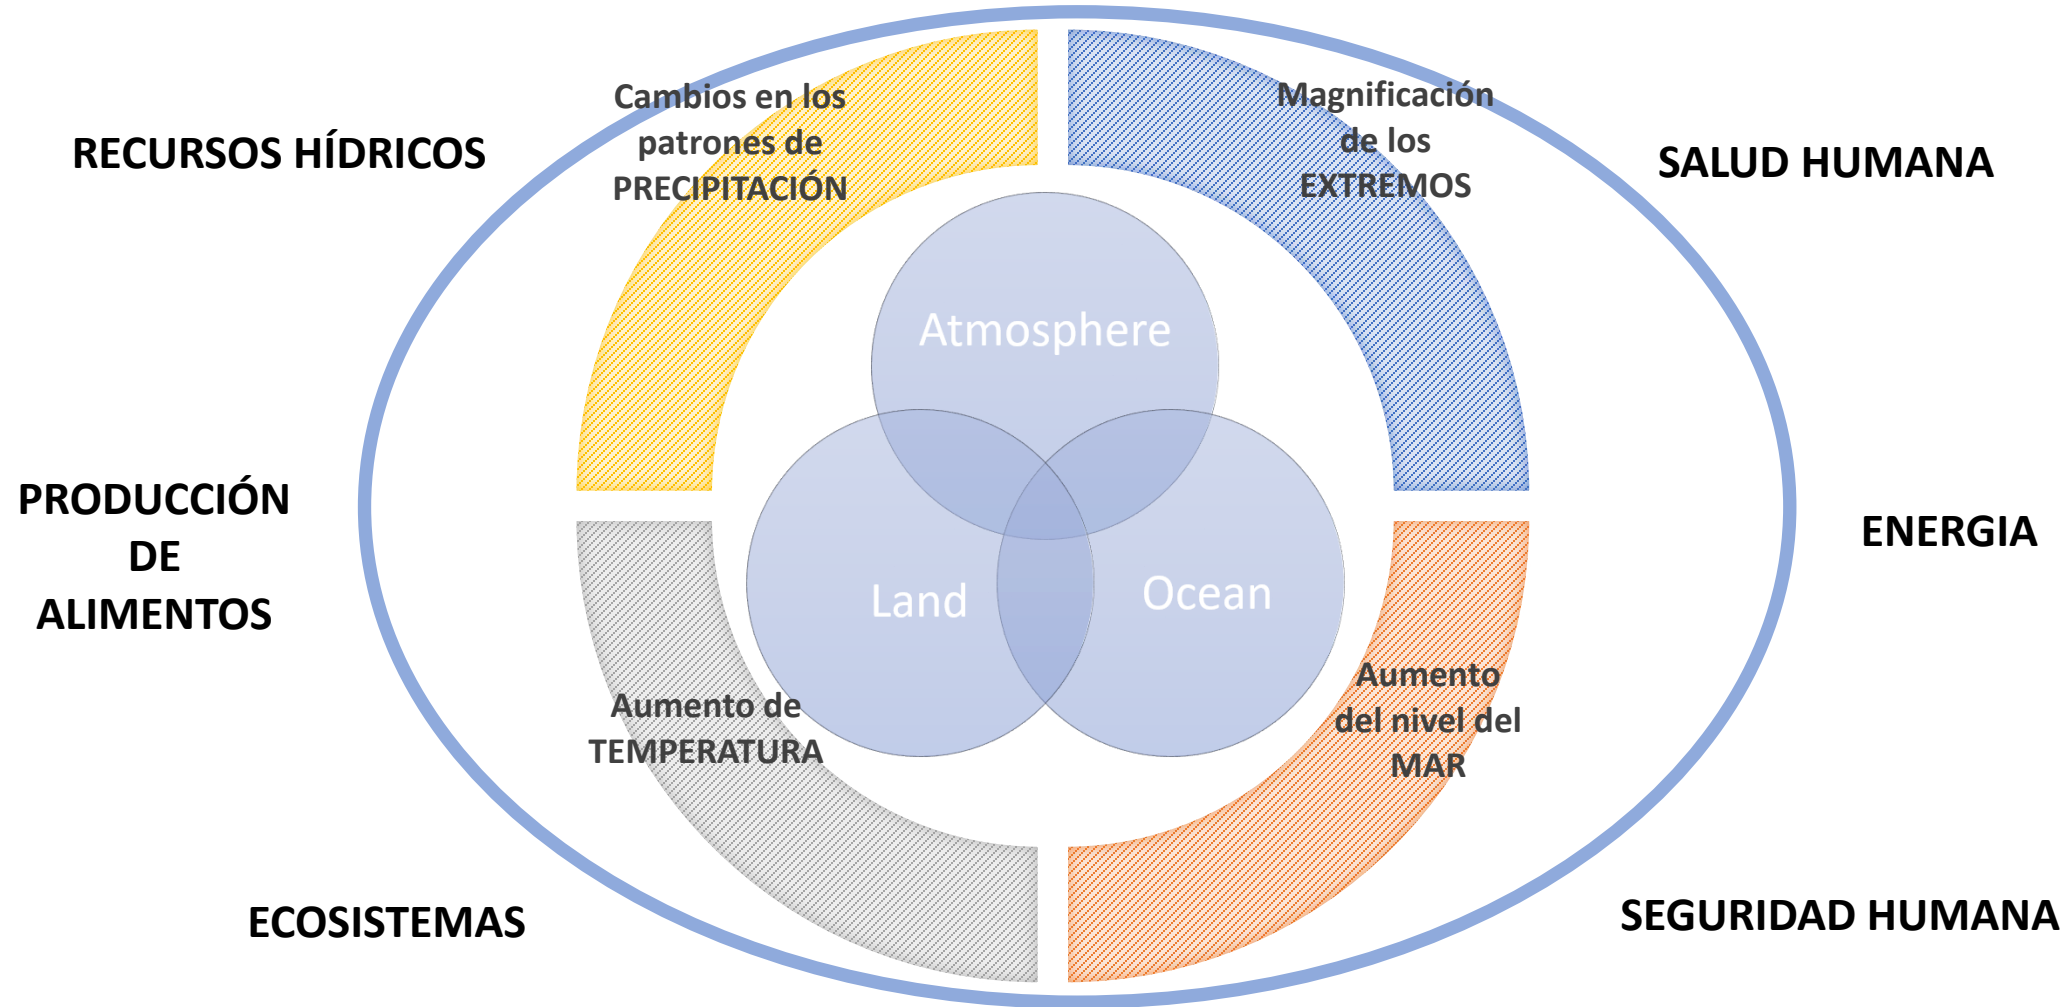 Cambios en los
patrones de
PRECIPITACIÓN
Magnificación
de los
EXTREMOS
RECURSOS HÍDRICOS
SALUD HUMANA
Atmosphere
PRODUCCIÓN
DE
ALIMENTOS
ENERGIA
Land
Ocean
Aumento de
TEMPERATURA
Aumento
del nivel del
MAR
ECOSISTEMAS
SEGURIDAD HUMANA